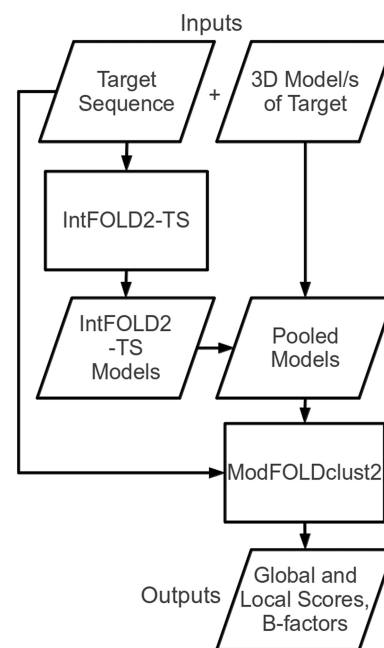 Inputs
Target
Sequence
+
3D Model/s
of Target
IntFOLD2-TS
IntFOLD2
-TS
Models
Pooled
Models
ModFOLDclust2
Outputs
Global and
Local Scores,
B-factors